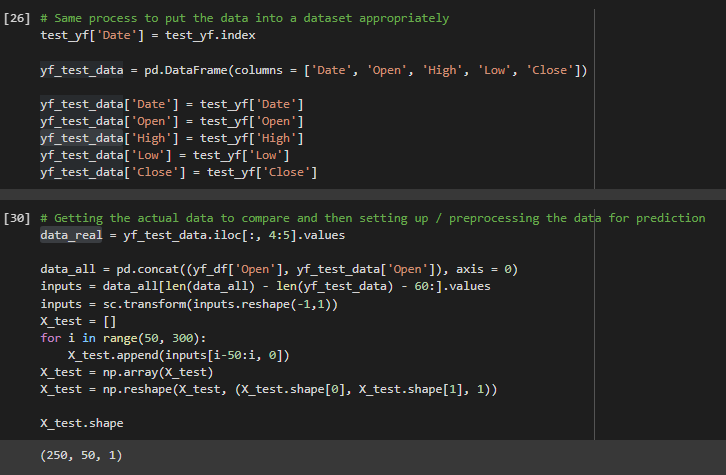 [26] # Same process to put the data into a dataset appropriately
test_yf['Date'] = test_yf.index
yf_test_data = pd.DataFrame(columns = ['Date', 'Open', 'High', 'Low', 'Close'])
yf_test_data['Date'] = test_yf['Date']
yf_test_data['Open'] = test_yf['Open']
yf_test_data['High'] = test_yf['High']
yf_test_data['Low'] = test_yf['Low']
yf_test_data['Close'] = test_yf['Close']
[30] # Getting the actual data to compare and then setting up / preprocessing the data for prediction
data_real = yf_test_data.iloc[:, 4:5].values
data_all = pd.concat((yf_df['Open'], yf_test_data['Open']), axis = 0)
inputs = data_all[len(data_all) - len(yf_test_data) - 60:].values
inputs = sc.transform(inputs.reshape(-1,1))
X_test = []
for i in range(50, 300):
    X_test.append(inputs[i-50:i, 0])
X_test = np.array(X_test)
X_test = np.reshape(X_test, (X_test.shape[0], X_test.shape[1], 1))
X_test.shape
(250, 50, 1)